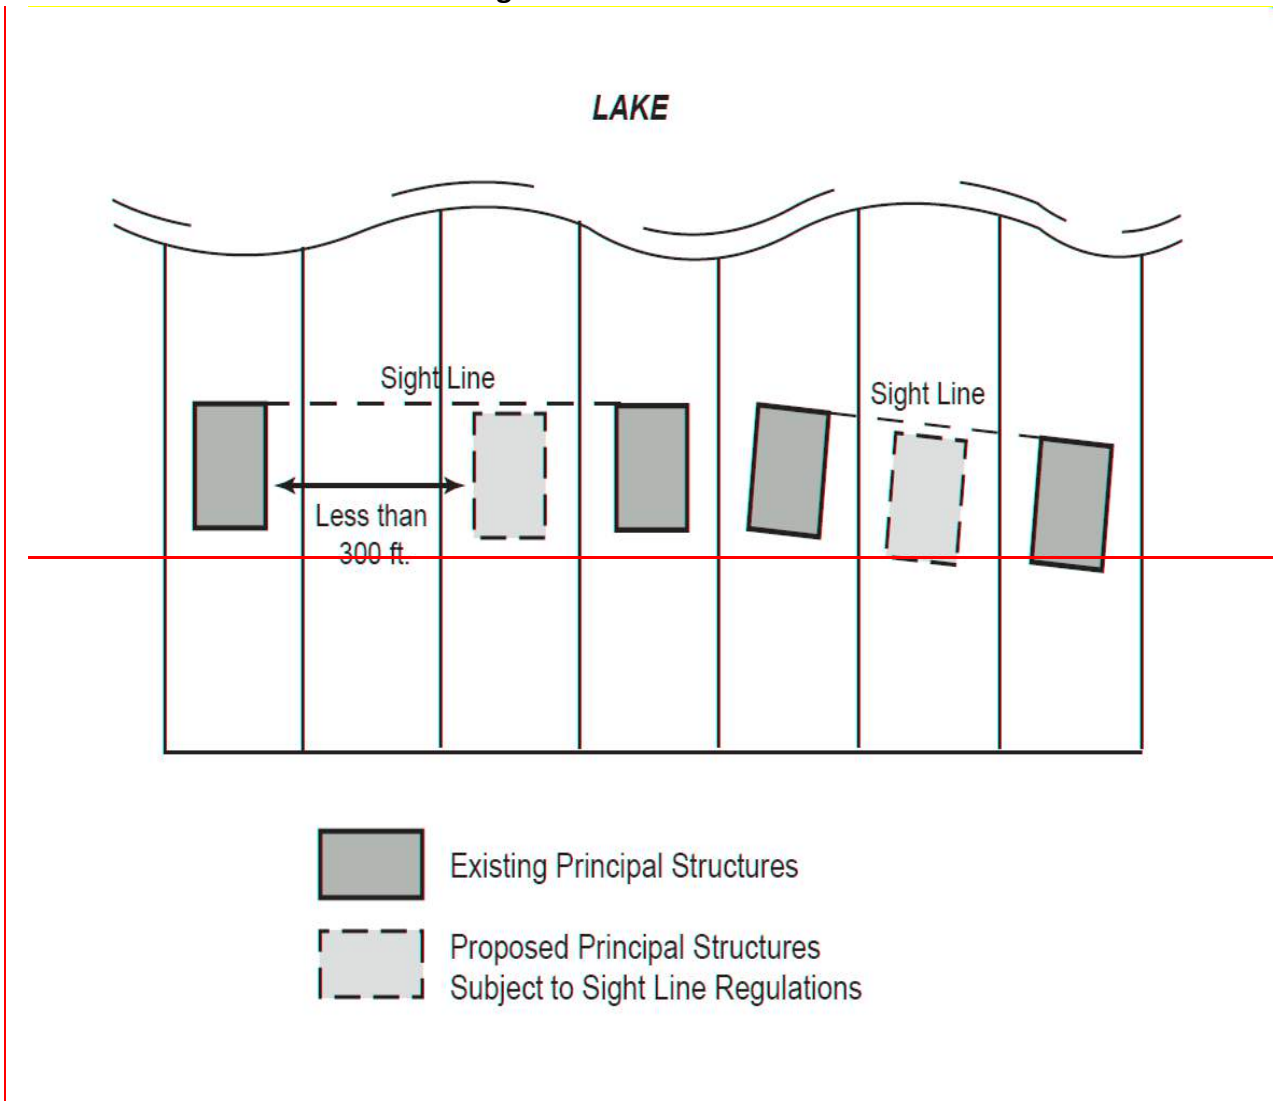 LAKE
Sight Line
Sight Line
Less than
300 ft.
Existing Principal Structures
Proposed Principal Structures
Subject to Sight Line Regulations